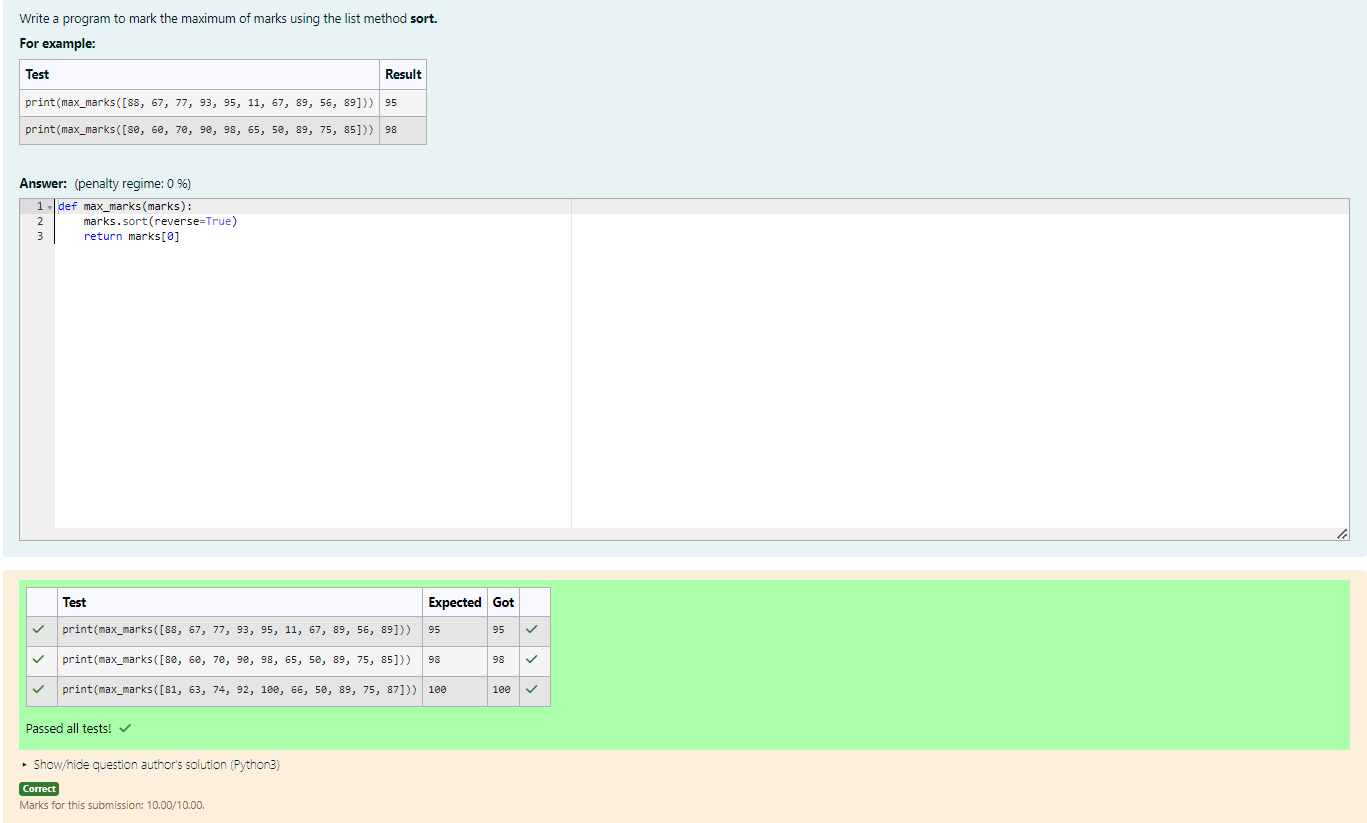 Write a program to mark the maximum of marks using the list method sort.
For example:
Test Result
print(max_marks([88, 67, 77, 93, 95, 11, 67, 89, 56, 89])) 95
print(max_marks([80, 60, 70, 90, 98, 65, 50, 89, 75, 85])) 98
Answer: (penalty regime: 0 %)
1 def max_marks(marks):
2     marks.sort(reverse=True)
3     return marks[0]
Test Expected Got
print(max_marks([88, 67, 77, 93, 95, 11, 67, 89, 56, 89])) 95 95
print(max_marks([80, 60, 70, 90, 98, 65, 50, 89, 75, 85])) 98 98
print(max_marks([81, 63, 74, 92, 100, 66, 50, 89, 75, 87])) 100 100
Passed all tests!
Show/hide question author's solution (Python3)
Correct
Marks for this submission: 10.00/10.00.